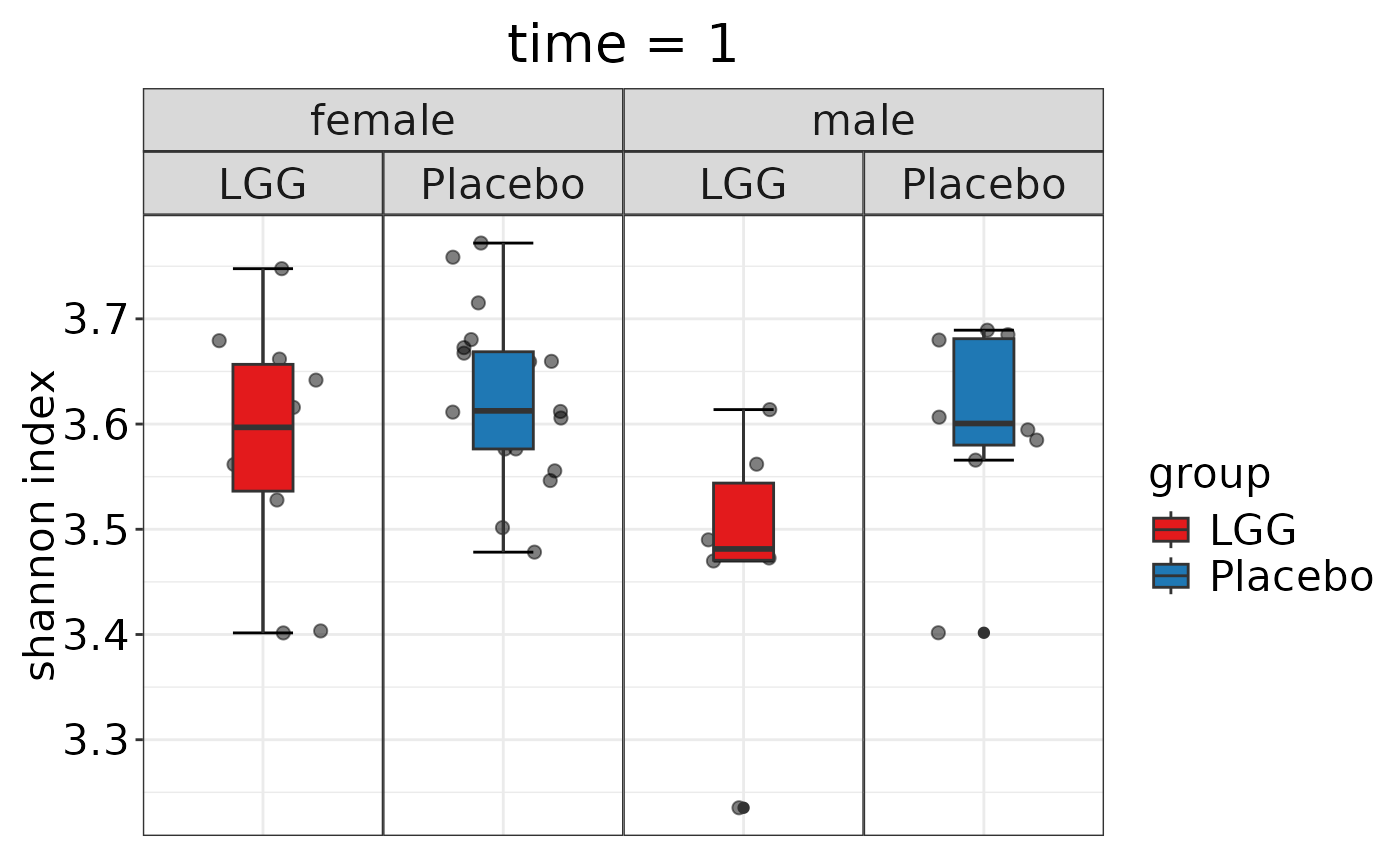 time = 1
female male
LGG Placebo LGG Placebo
shannon index
3.7
3.6
3.5
3.4
3.3
group
LGG
Placebo